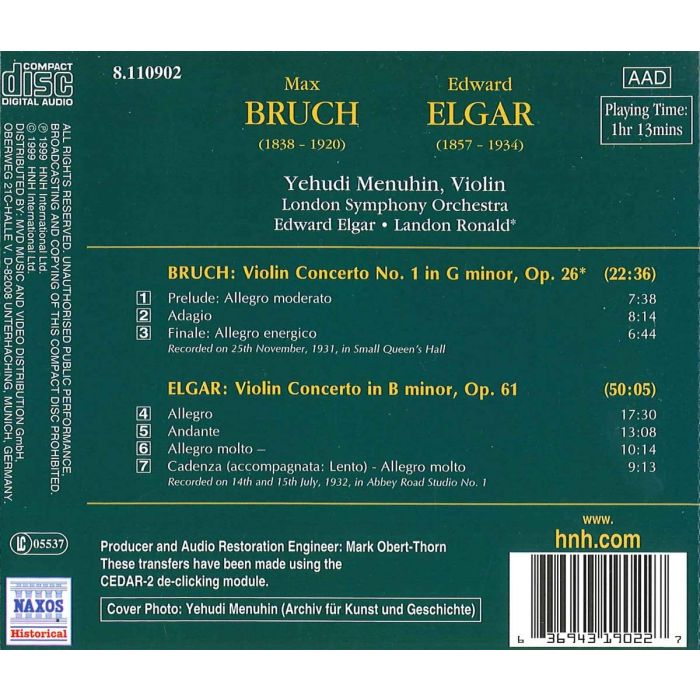 COMPACT
disc
DIGITAL AUDIO
8.110902
Max
BRUCH
(1838 - 1920)
Edward
ELGAR
(1857 - 1934)
AAD
Playing Time:
1hr 13mins
Yehudi Menuhin, Violin
London Symphony Orchestra
Edward Elgar • Landon Ronald*
BRUCH: Violin Concerto No. 1 in G minor, Op. 26* (22:36)
1 Prelude: Allegro moderato 7:38
2 Adagio 8:14
3 Finale: Allegro energico 6:44
Recorded on 25th November, 1931, in Small Queen's Hall
ELGAR: Violin Concerto in B minor, Op. 61 (50:05)
4 Allegro 17:30
5 Andante 13:08
6 Allegro molto – 10:14
7 Cadenza (accompagnata: Lento) - Allegro molto 9:13
Recorded on 14th and 15th July, 1932, in Abbey Road Studio No. 1
ALL RIGHTS RESERVED. UNAUTHORISED PUBLIC PERFORMANCE,
BROADCASTING AND COPYING OF THIS COMPACT DISC PROHIBITED.
℗ 1999 HNH International Ltd.
© 1999 HNH International Ltd.
DISTRIBUTED BY: MVD MUSIC AND VIDEO DISTRIBUTION GmbH,
OBERWEG 21C-HALLE V, D-82008 UNTERHACHING, MUNICH, GERMANY.
LC 05537
NAXOS
Historical
Producer and Audio Restoration Engineer: Mark Obert-Thorn
These transfers have been made using the
CEDAR-2 de-clicking module.
Cover Photo: Yehudi Menuhin (Archiv für Kunst und Geschichte)
www.
hnh.com
6 36943 19022 7